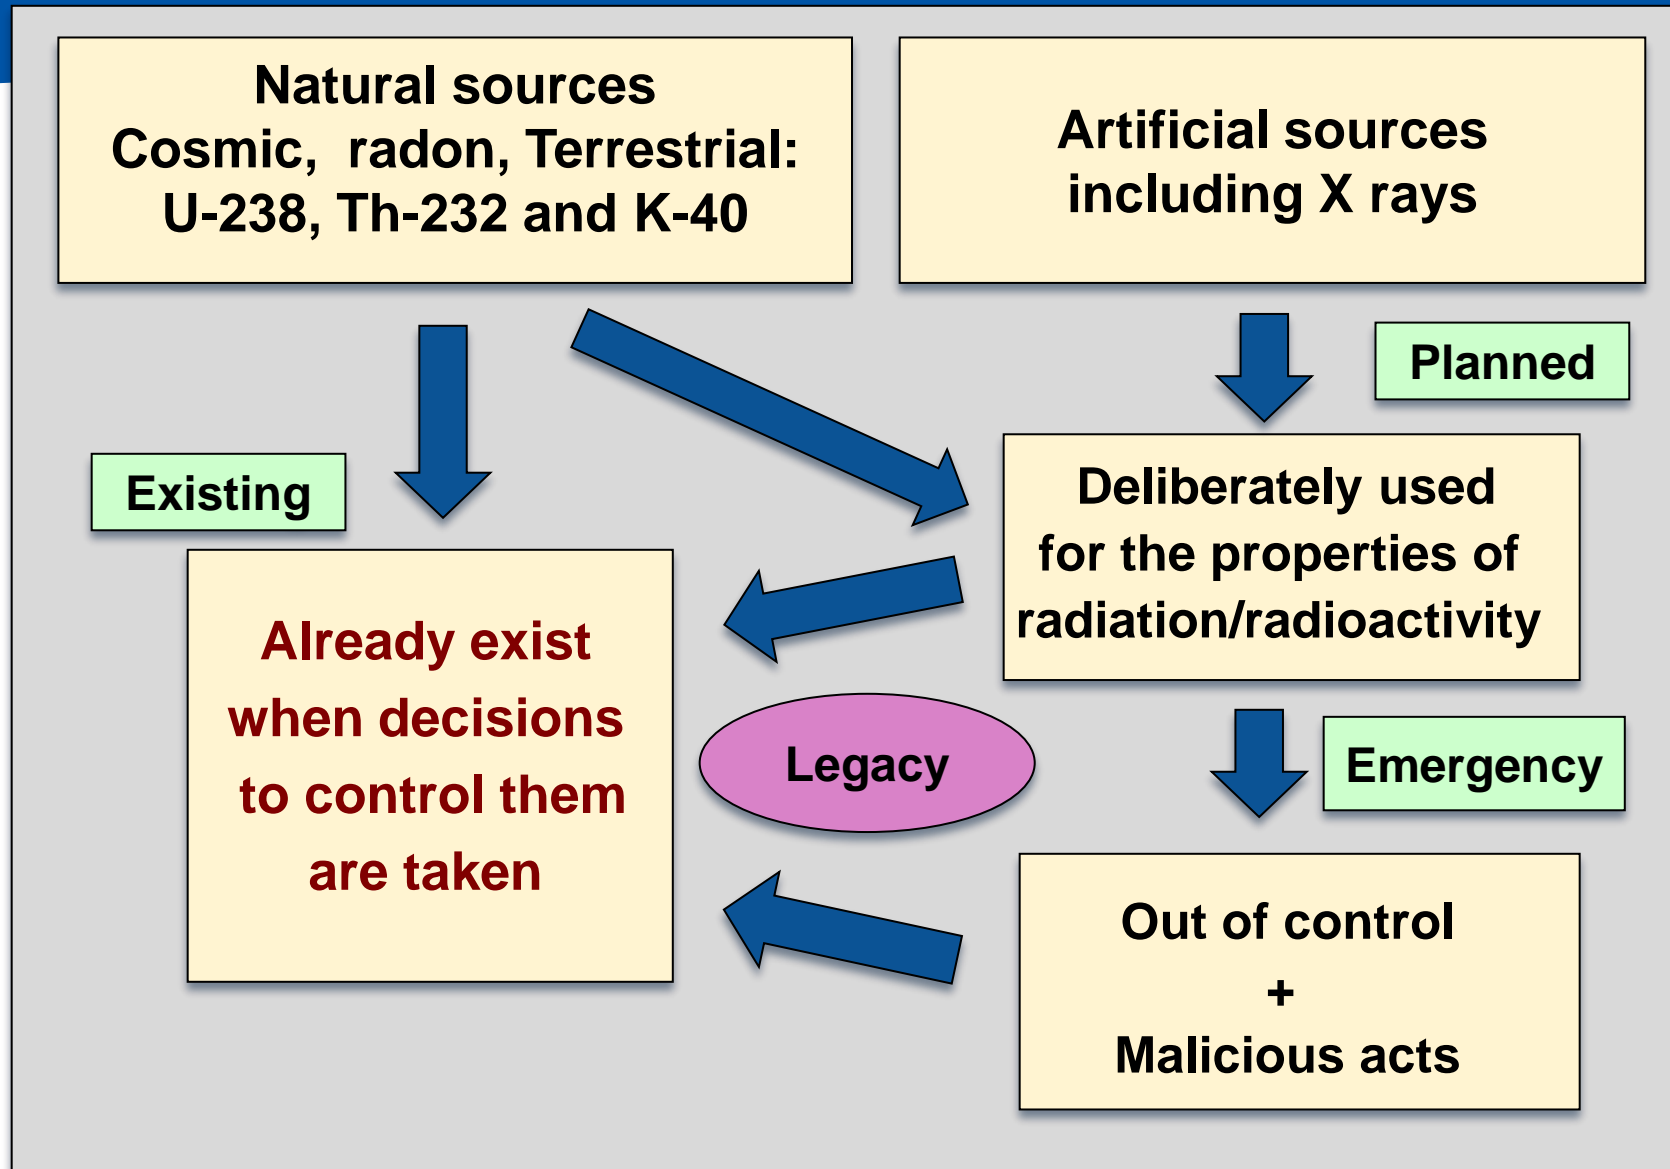 Natural sources
Cosmic, radon, Terrestrial:
U-238, Th-232 and K-40
Artificial sources
including X rays
Planned
Existing
Deliberately used
for the properties of
radiation/radioactivity
Already exist
when decisions
to control them
are taken
Legacy
Emergency
Out of control
+
Malicious acts